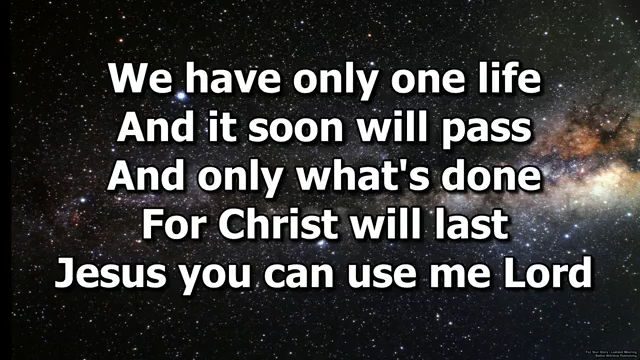 We have only one life
And it soon will pass
And only what's done
For Christ will last
Jesus you can use me Lord